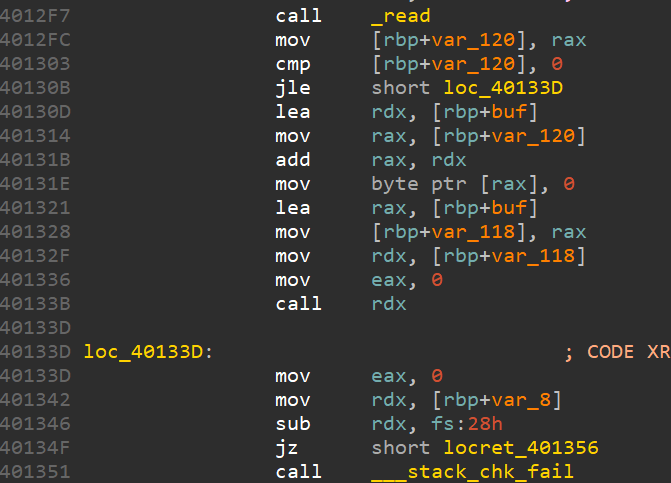 4012F7 call _read
4012FC mov [rbp+var_120], rax
401303 cmp [rbp+var_120], 0
40130B jle short loc_40133D
40130D lea rdx, [rbp+buf]
401314 mov rax, [rbp+var_120]
40131B add rax, rdx
40131E mov byte ptr [rax], 0
401321 lea rax, [rbp+buf]
401328 mov [rbp+var_118], rax
40132F mov rdx, [rbp+var_118]
401336 mov eax, 0
40133B call rdx
40133D
40133D loc_40133D: ; CODE XR
40133D mov eax, 0
401342 mov rdx, [rbp+var_8]
401346 sub rdx, fs:28h
40134F jz short locret_401356
401351 call ___stack_chk_fail